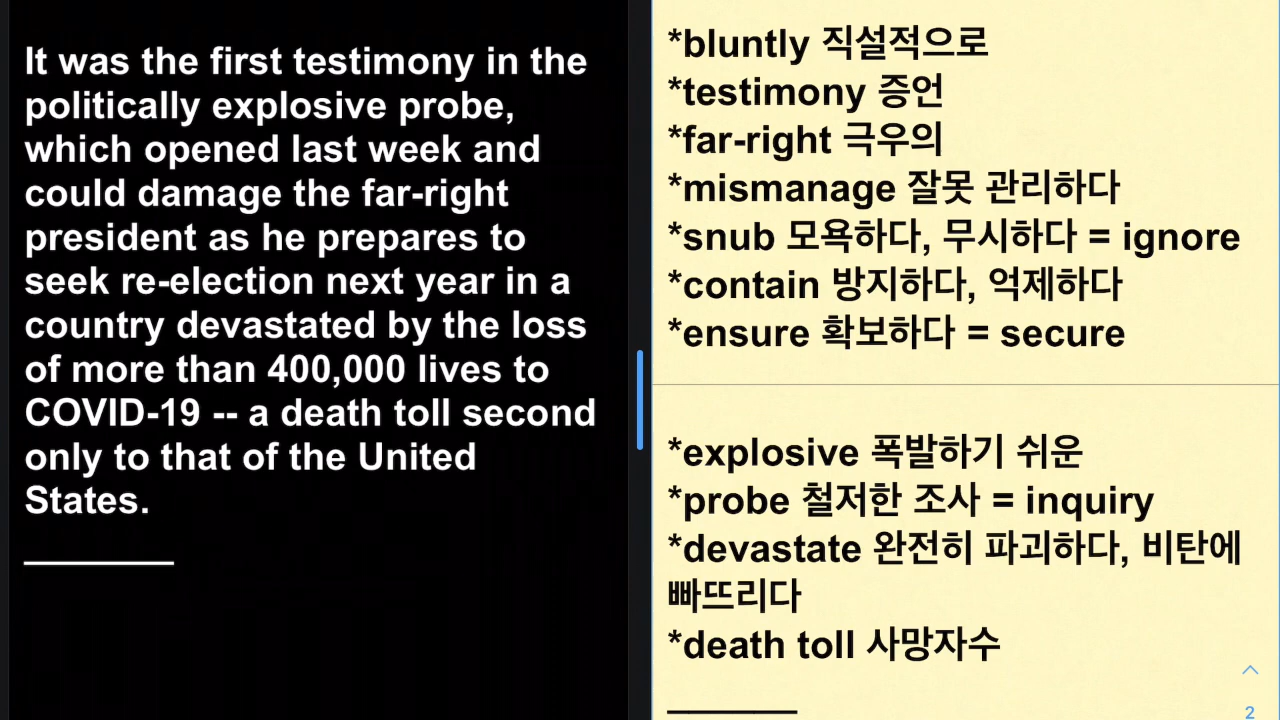 It was the first testimony in the
politically explosive probe,
which opened last week and
could damage the far-right
president as he prepares to
seek re-election next year in a
country devastated by the loss
of more than 400,000 lives to
COVID-19 -- a death toll second
only to that of the United
States.
*bluntly 직설적으로
*testimony 증언
*far-right 극우의
*mismanage 잘못 관리하다
*snub 모욕하다, 무시하다 = ignore
*contain 방지하다, 억제하다
*ensure 확보하다 = secure
*explosive 폭발하기 쉬운
*probe 철저한 조사 = inquiry
*devastate 완전히 파괴하다, 비탄에
빠뜨리다
*death toll 사망자수
2